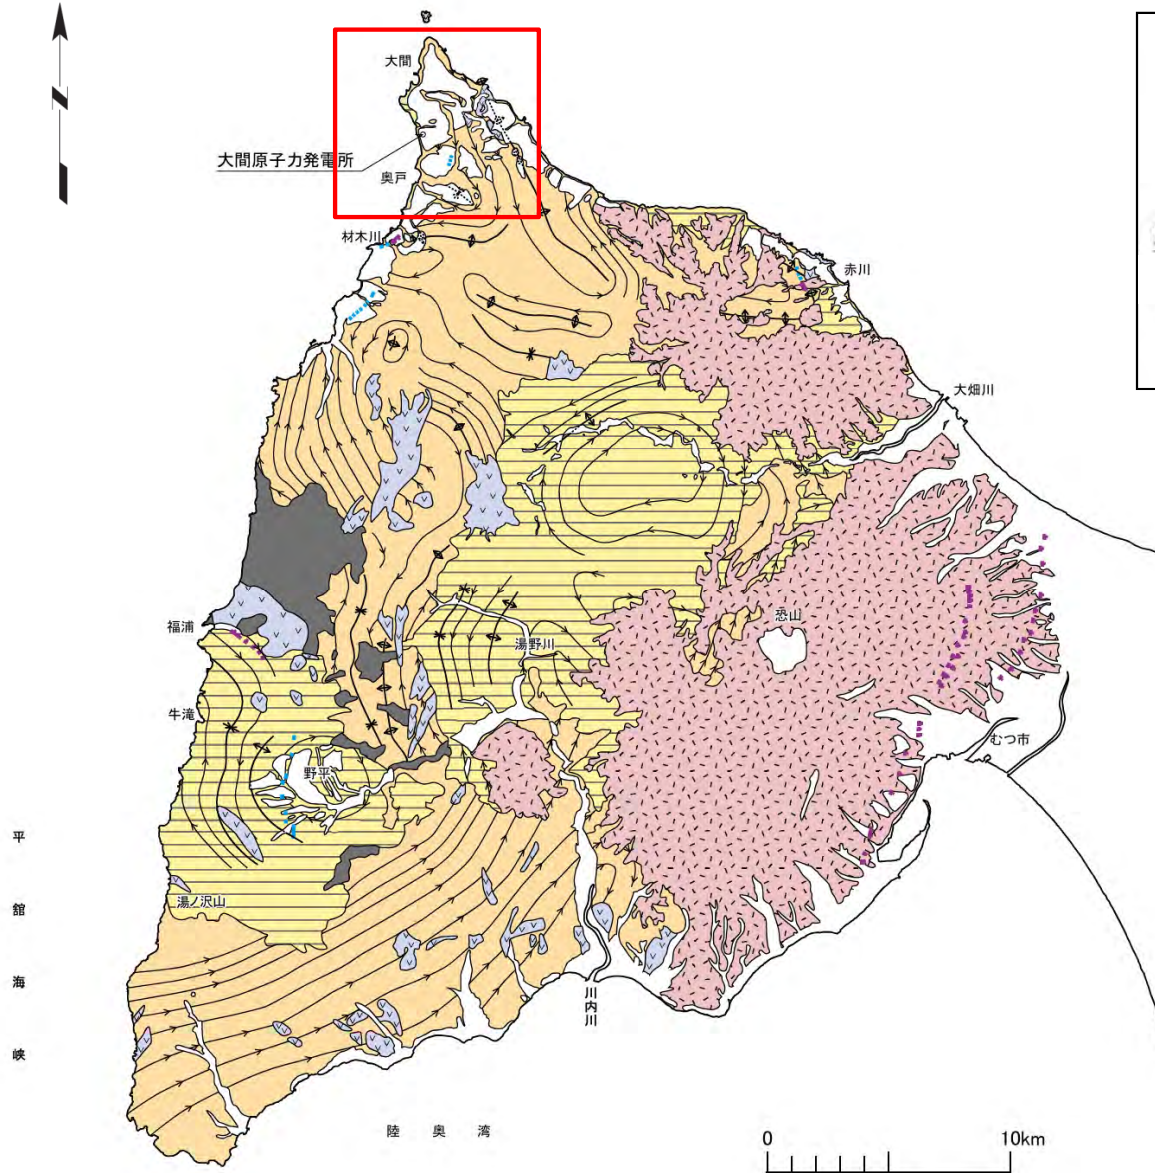 大間
大間原子力発電所
奥戸
材木川
赤川
大畑川
福浦
湯野川
恐山
牛滝
むつ市
野平
湯ノ沢山
平舘海峡
川内川
陸奥湾
0 10km